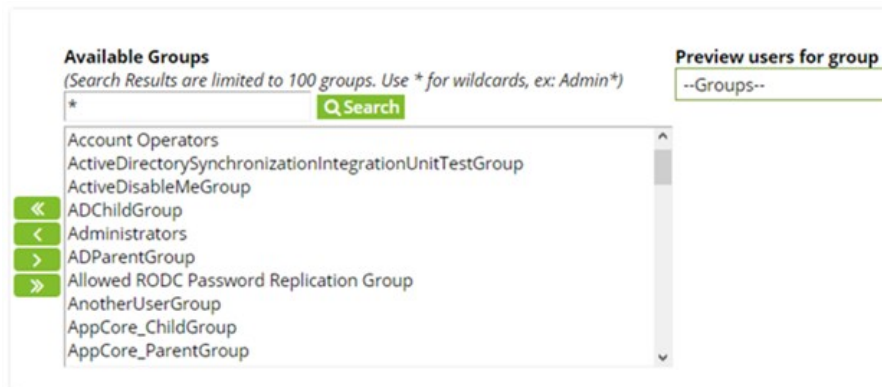 Available Groups
(Search Results are limited to 100 groups. Use * for wildcards, ex: Admin*)
*
Search
Account Operators
ActiveDirectorySynchronizationIntegrationUnitTestGroup
ActiveDisableMeGroup
ADChildGroup
Administrators
ADParentGroup
Allowed RODC Password Replication Group
AnotherUserGroup
AppCore_ChildGroup
AppCore_ParentGroup
Preview users for group
--Groups--